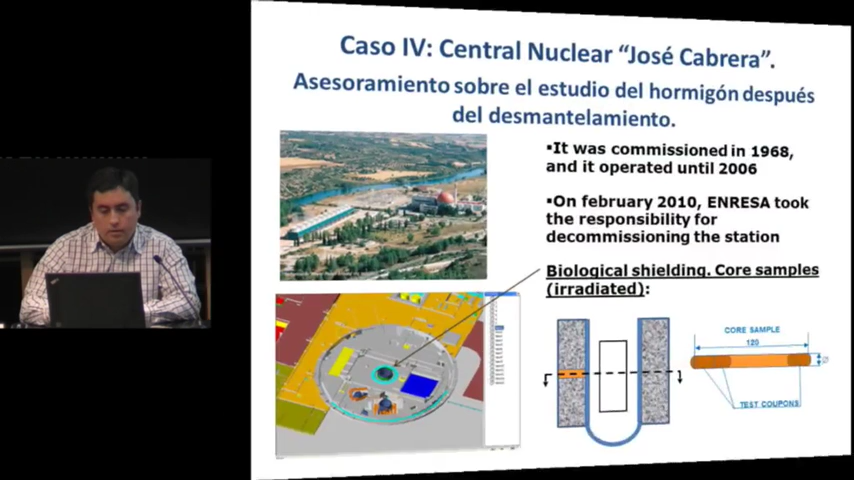 Caso IV: Central Nuclear “José Cabrera”.
Asesoramiento sobre el estudio del hormigón después
del desmantelamiento.
▪It was commissioned in 1968,
and it operated until 2006
▪On february 2010, ENRESA took
the responsibility for
decommissioning the station
Biological shielding. Core samples
(irradiated):
CORE SAMPLE
120
TEST COUPONS